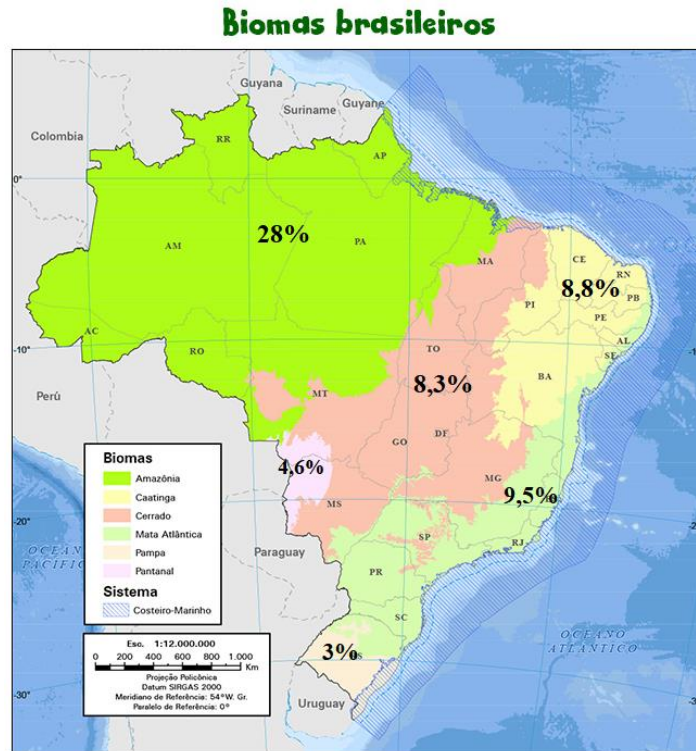 Biomas brasileiros
Guyana
Suriname
Guyane
Colombia
RR
AP
0°
28%
AM
PA
MA
CE
RN
PB
8,8%
PI
PE
AL
SE
AC
RO
TO
-10°
Perú
BA
8,3%
MT
DF
GO
4,6%
MG
9,5%
MS
-20°
SP
RJ
Paraguay
PR
SC
3%
Uruguay
-30°
OCEANO
ATLÂNTICO
Biomas
Amazônia
Caatinga
Cerrado
Mata Atlântica
Pampa
Pantanal
Sistema
Costeiro-Marinho
Esc. 1:12.000.000
0 200 400 600 800 1.000
Km
Projeção Policônica
Datum SIRGAS 2000
Meridiano de Referência: 54°W. Gr.
Paralelo de Referência: 0°